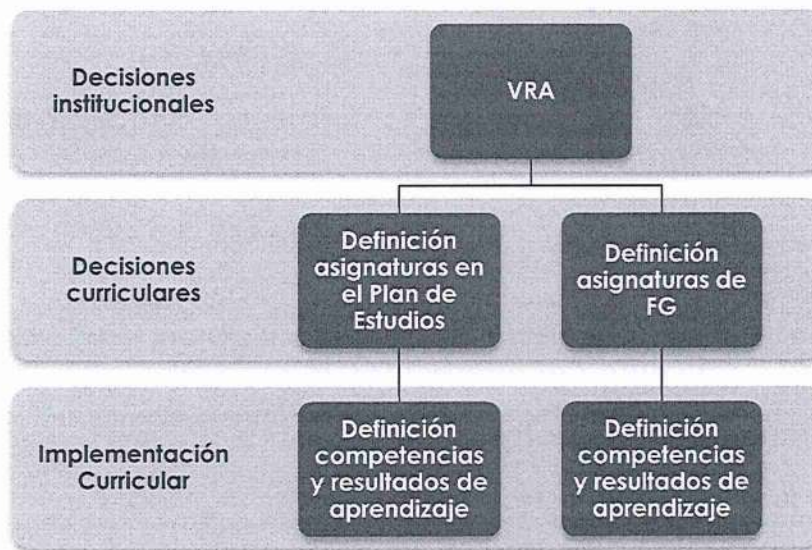 Decisiones
institucionales
VRA
Decisiones
curriculares
Definición
asignaturas en
el Plan de
Estudios
Definición
asignaturas de
FG
Implementación
Curricular
Definición
competencias
y resultados de
aprendizaje
Definición
competencias
y resultados de
aprendizaje